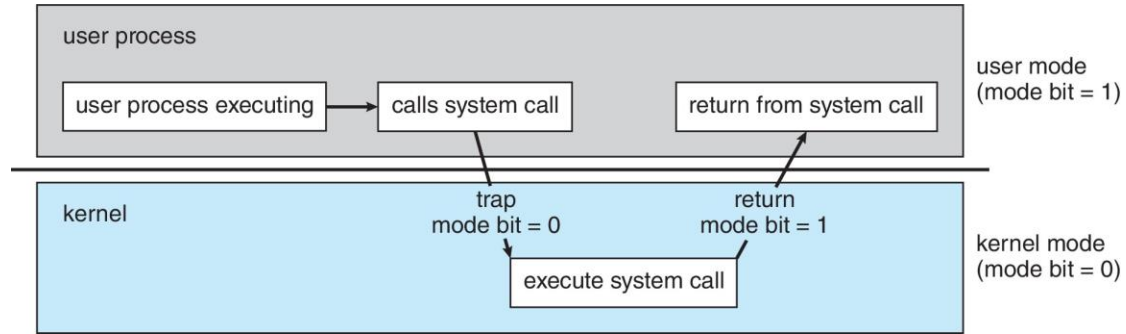 user process
user process executing
calls system call
return from system call
user mode
(mode bit = 1)
kernel
trap
mode bit = 0
return
mode bit = 1
execute system call
kernel mode
(mode bit = 0)